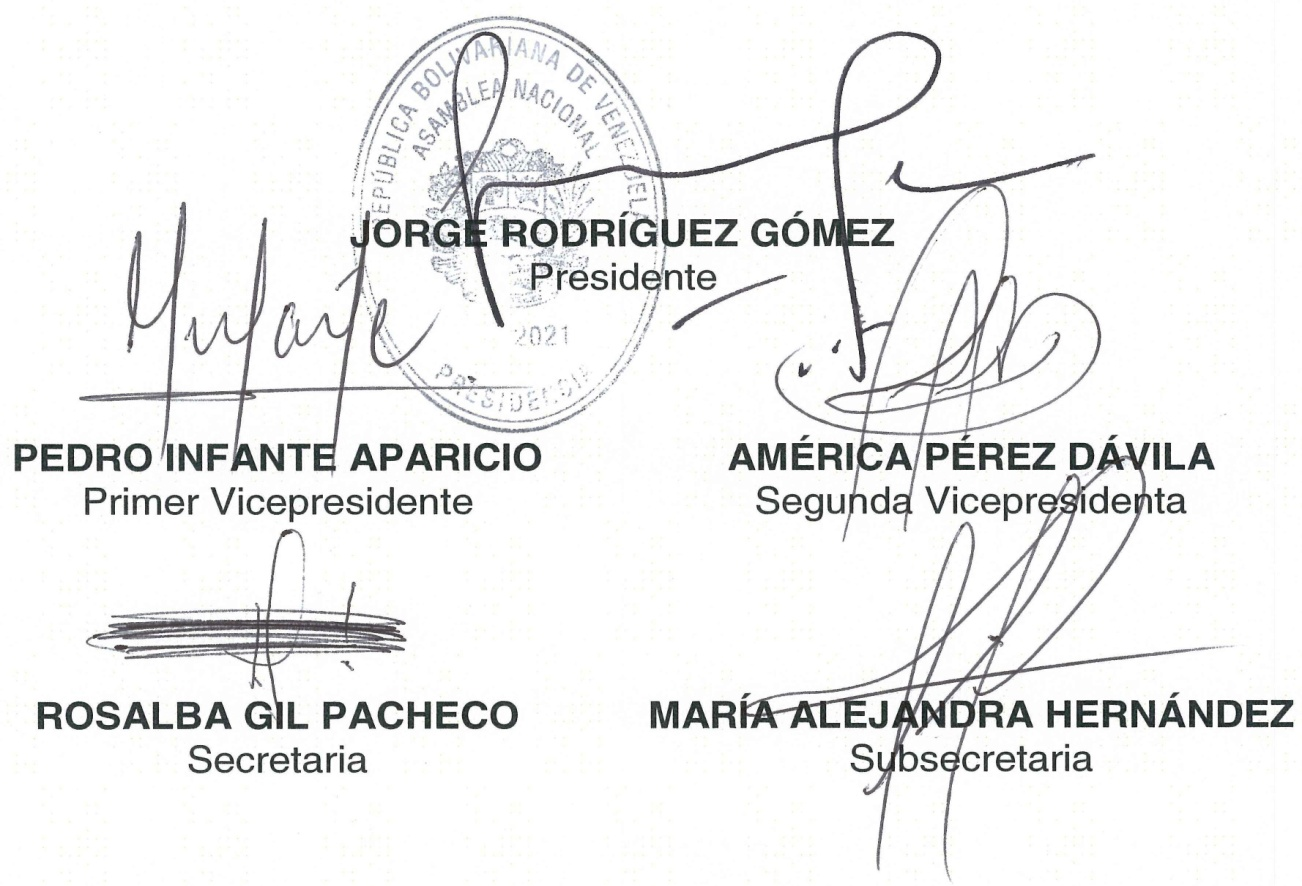 REPÚBLICA BOLIVARIANA DE VENEZUELA
ASAMBLEA NACIONAL
2021
PRESIDENCIA
JORGE RODRÍGUEZ GÓMEZ
Presidente
PEDRO INFANTE APARICIO
Primer Vicepresidente
AMÉRICA PÉREZ DÁVILA
Segunda Vicepresidenta
ROSALBA GIL PACHECO
Secretaria
MARÍA ALEJANDRA HERNÁNDEZ
Subsecretaria